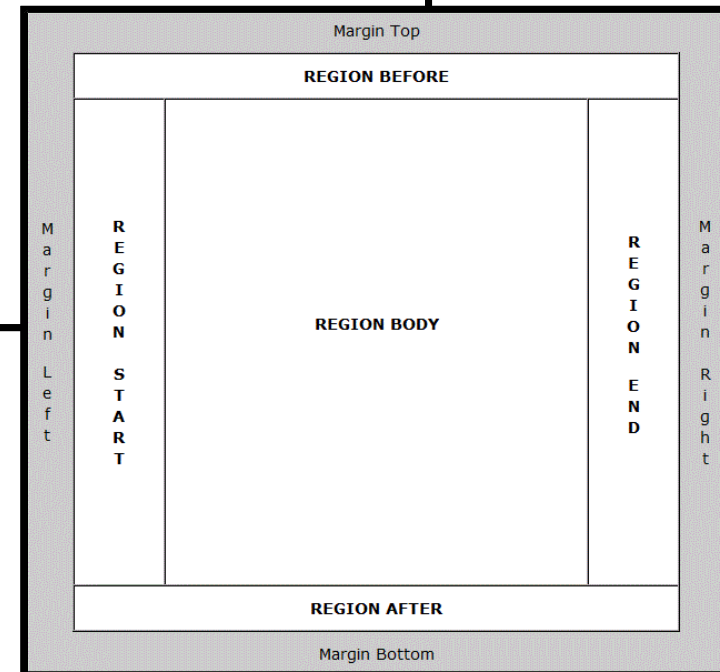 Margin Top
REGION BEFORE
Margin Left
REGION START
REGION BODY
REGION END
Margin Right
REGION AFTER
Margin Bottom